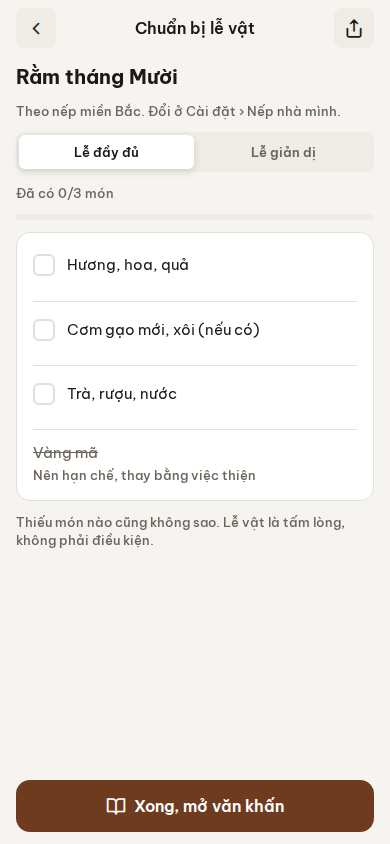 Chuẩn bị lễ vật
Rằm tháng Mười
Theo nếp miền Bắc. Đổi ở Cài đặt › Nếp nhà mình.
Lễ đầy đủ
Lễ giản dị
Đã có 0/3 món
Hương, hoa, quả
Cơm gạo mới, xôi (nếu có)
Trà, rượu, nước
Vàng mã
Nên hạn chế, thay bằng việc thiện
Thiếu món nào cũng không sao. Lễ vật là tấm lòng,
không phải điều kiện.
Xong, mở văn khấn